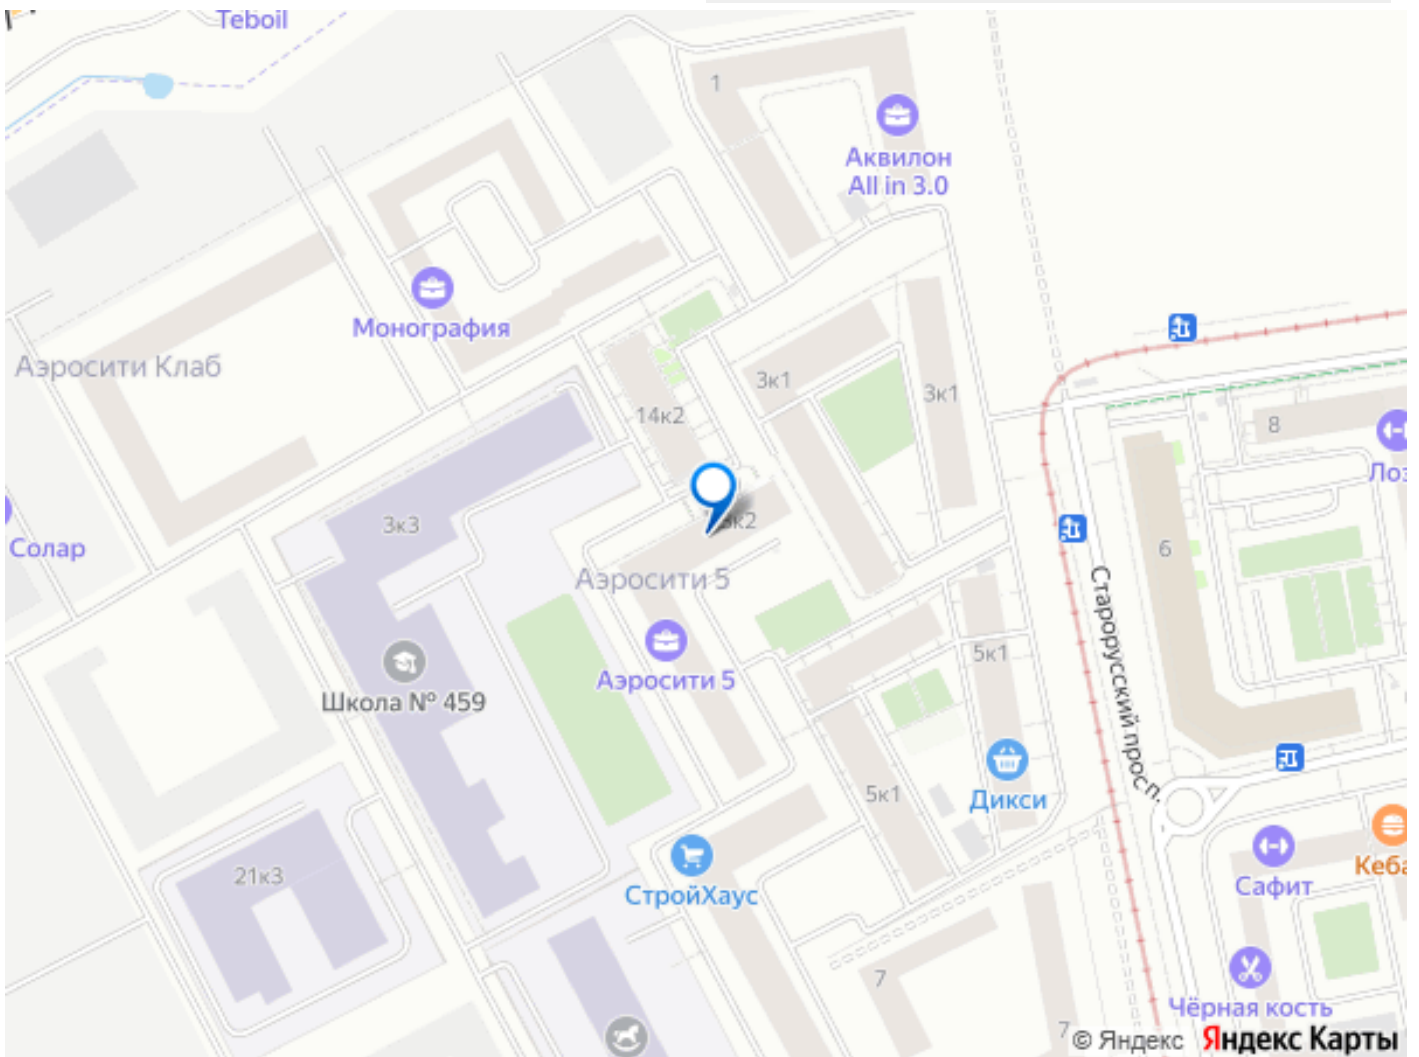 Teboil
1
Аквилон
All in 3.0
Монография
Аэросити Клаб
3к1
3к1
14к2
8
Лоз
3к3
3к2
6
Солар
Аэросити 5
Старорусский просп.
Аэросити 5
5к1
Школа № 459
Дикси
5к1
СтройХаус
21к3
Сафит
Кеба
7
Чёрная кость
7
© Яндекс Яндекс Карты